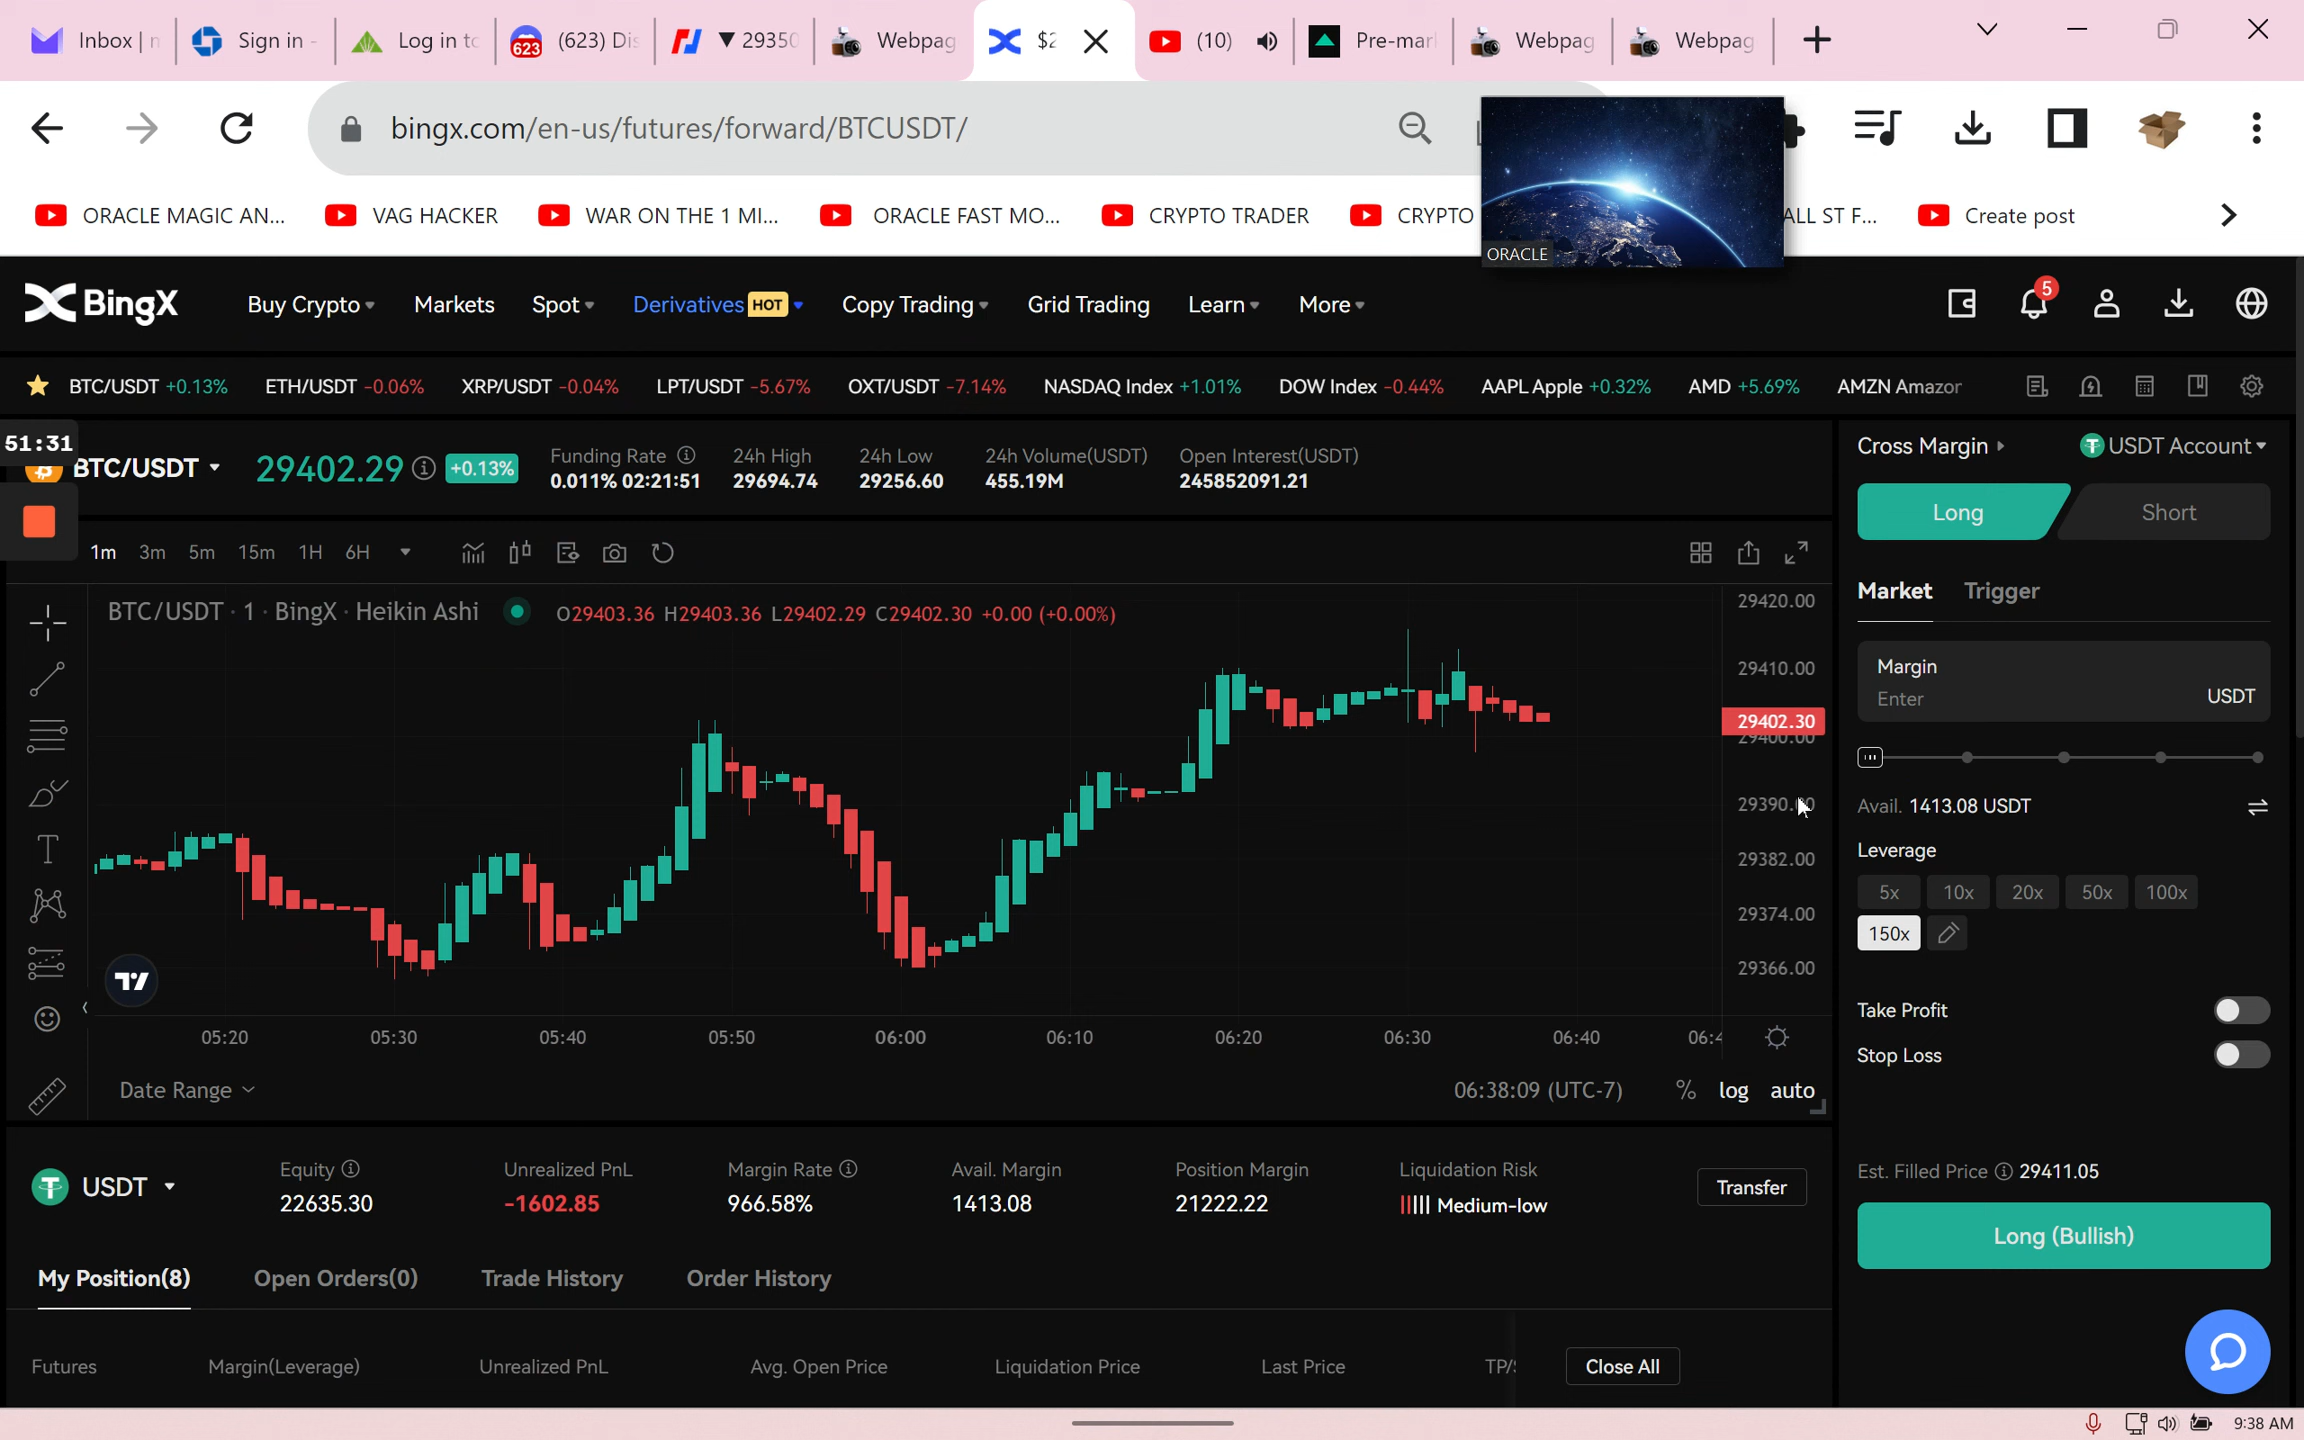 Inbox | n
Sign in -
Log in to
623 (623) Dis
▼ 29350
Webpag
$2
(10)
Pre-marl
Webpag
Webpag
bingx.com/en-us/futures/forward/BTCUSDT/
ORACLE MAGIC AN...
VAG HACKER
WAR ON THE 1 MI...
ORACLE FAST MO...
CRYPTO TRADER
CRYPTO
ALL ST F...
Create post
ORACLE
BingX
Buy Crypto
Markets
Spot
Derivatives HOT
Copy Trading
Grid Trading
Learn
More
5
BTC/USDT +0.13%
ETH/USDT -0.06%
XRP/USDT -0.04%
LPT/USDT -5.67%
OXT/USDT -7.14%
NASDAQ Index +1.01%
DOW Index -0.44%
AAPL Apple +0.32%
AMD +5.69%
AMZN Amazor
51:31
BTC/USDT
29402.29
+0.13%
Funding Rate
0.011% 02:21:51
24h High
29694.74
24h Low
29256.60
24h Volume(USDT)
455.19M
Open Interest(USDT)
245852091.21
1m 3m 5m 15m 1H 6H
BTC/USDT · 1 · BingX · Heikin Ashi
O29403.36 H29403.36 L29402.29 C29402.30 +0.00 (+0.00%)
29420.00
29410.00
29402.30
29400.00
29390.00
29382.00
29374.00
29366.00
05:20 05:30 05:40 05:50 06:00 06:10 06:20 06:30 06:40 06:4
Date Range
06:38:09 (UTC-7)
% log auto
USDT
Equity
22635.30
Unrealized PnL
-1602.85
Margin Rate
966.58%
Avail. Margin
1413.08
Position Margin
21222.22
Liquidation Risk
Medium-low
Transfer
My Position(8)
Open Orders(0)
Trade History
Order History
Futures
Margin(Leverage)
Unrealized PnL
Avg. Open Price
Liquidation Price
Last Price
TP/S
Close All
Cross Margin
USDT Account
Long
Short
Market
Trigger
Margin
Enter
USDT
Avail. 1413.08 USDT
Leverage
5x 10x 20x 50x 100x
150x
Take Profit
Stop Loss
Est. Filled Price 29411.05
Long (Bullish)
9:38 AM